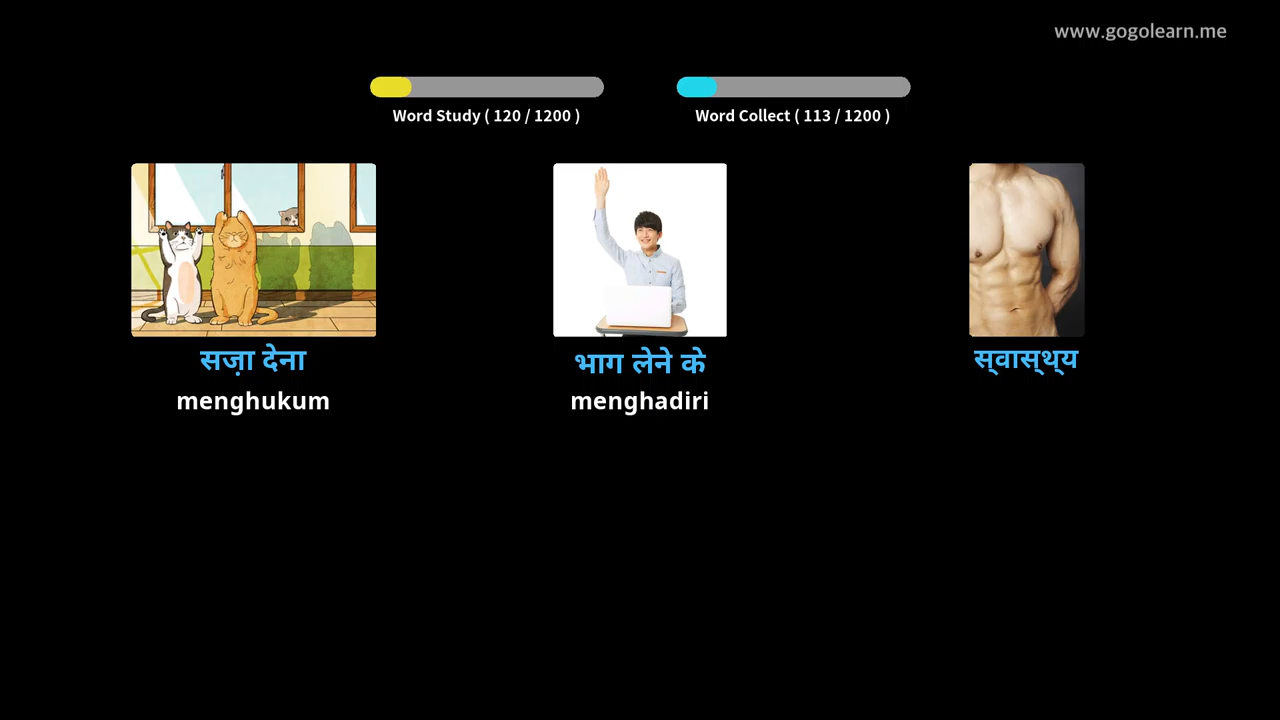 www.gogolearn.me
Word Study ( 120 / 1200 )
Word Collect ( 113 / 1200 )
सज़ा देना
menghukum
भाग लेने के
menghadiri
स्वास्थ्य